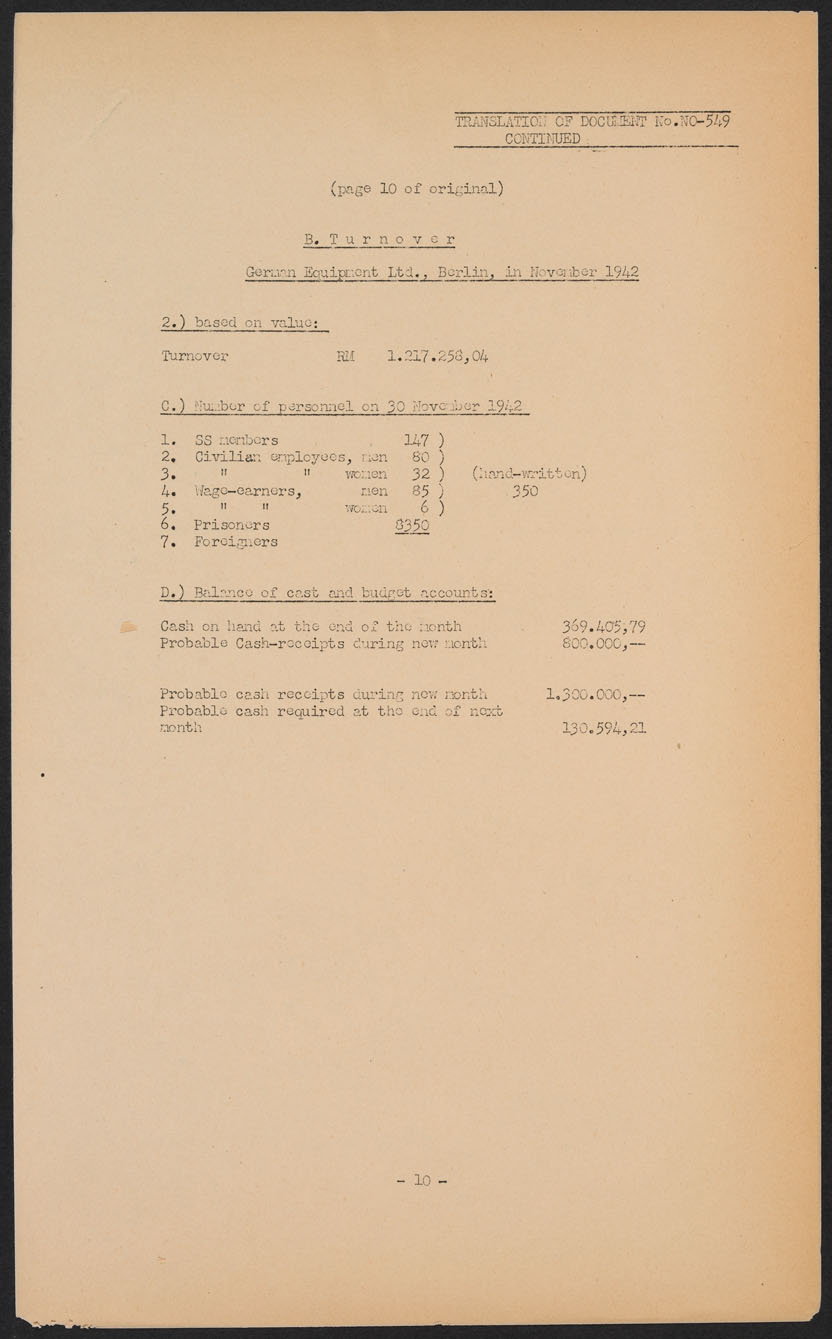 TRANSLATION OF DOCUMENT No.NO-549
CONTINUED
(page 10 of original)
B. T u r n o v e r
German Equipment Ltd., Berlin, in November 1942
2.) based on value:
Turnover RM 1.217.258,04
C.) Number of personnel on 30 November 1942
1. SS members 147 )
2. Civilian employees, men 80 )
3. " " women 32 ) (hand-written)
4. Wage-earners, men 85 ) 350
5. " " women 6 )
6. Prisoners 8350
7. Foreigners
D.) Balance of cast and budget accounts:
Cash on hand at the end of the month 369.405,79
Probable Cash-receipts during new month 800.000,--
Probable cash receipts during new month 1.300.000,--
Probable cash required at the end of next
month 130.594,21
- 10 -